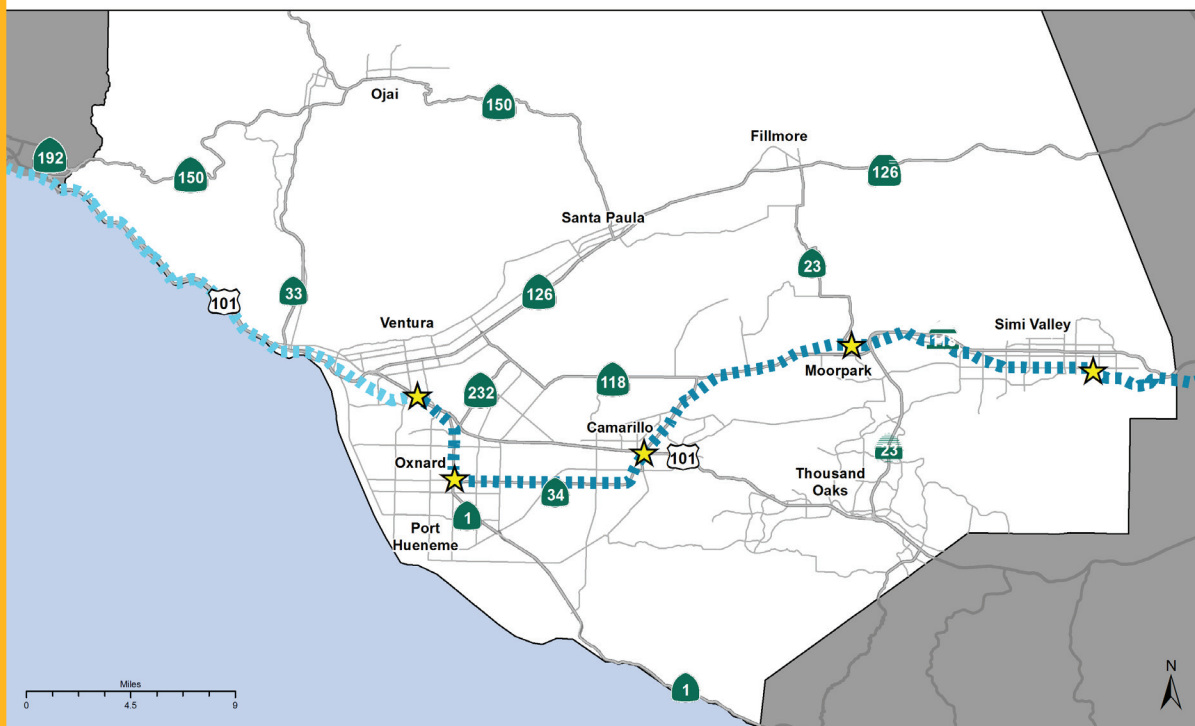 Ojai
150
Fillmore
192
150
126
Santa Paula
23
33
126
101
Ventura
Simi Valley
Moorpark
118
232
Camarillo
101
23
Oxnard
Thousand
Oaks
34
1
Port
Hueneme
N
Miles
0
4.5
9
1